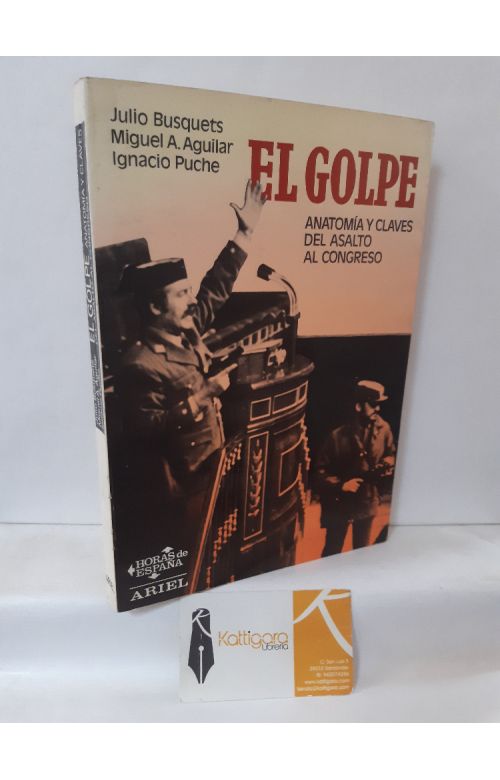 Julio Busquets
Miguel A. Aguilar
Ignacio Puche
EL GOLPE
ANATOMÍA Y CLAVES
DEL ASALTO
AL CONGRESO
EL GOLPE ANATOMÍA Y CLAVES
HORAS de
ESPAÑA
ARIEL
Kattigara
Librería